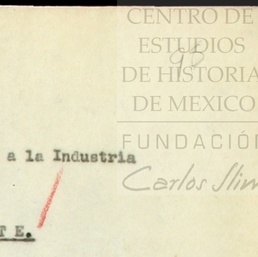 CENTRO DE
ESTUDIOS
DE HISTORIA
DE MEXICO
FUNDACIÓN
a la Industria
Carlos Slim
T E.